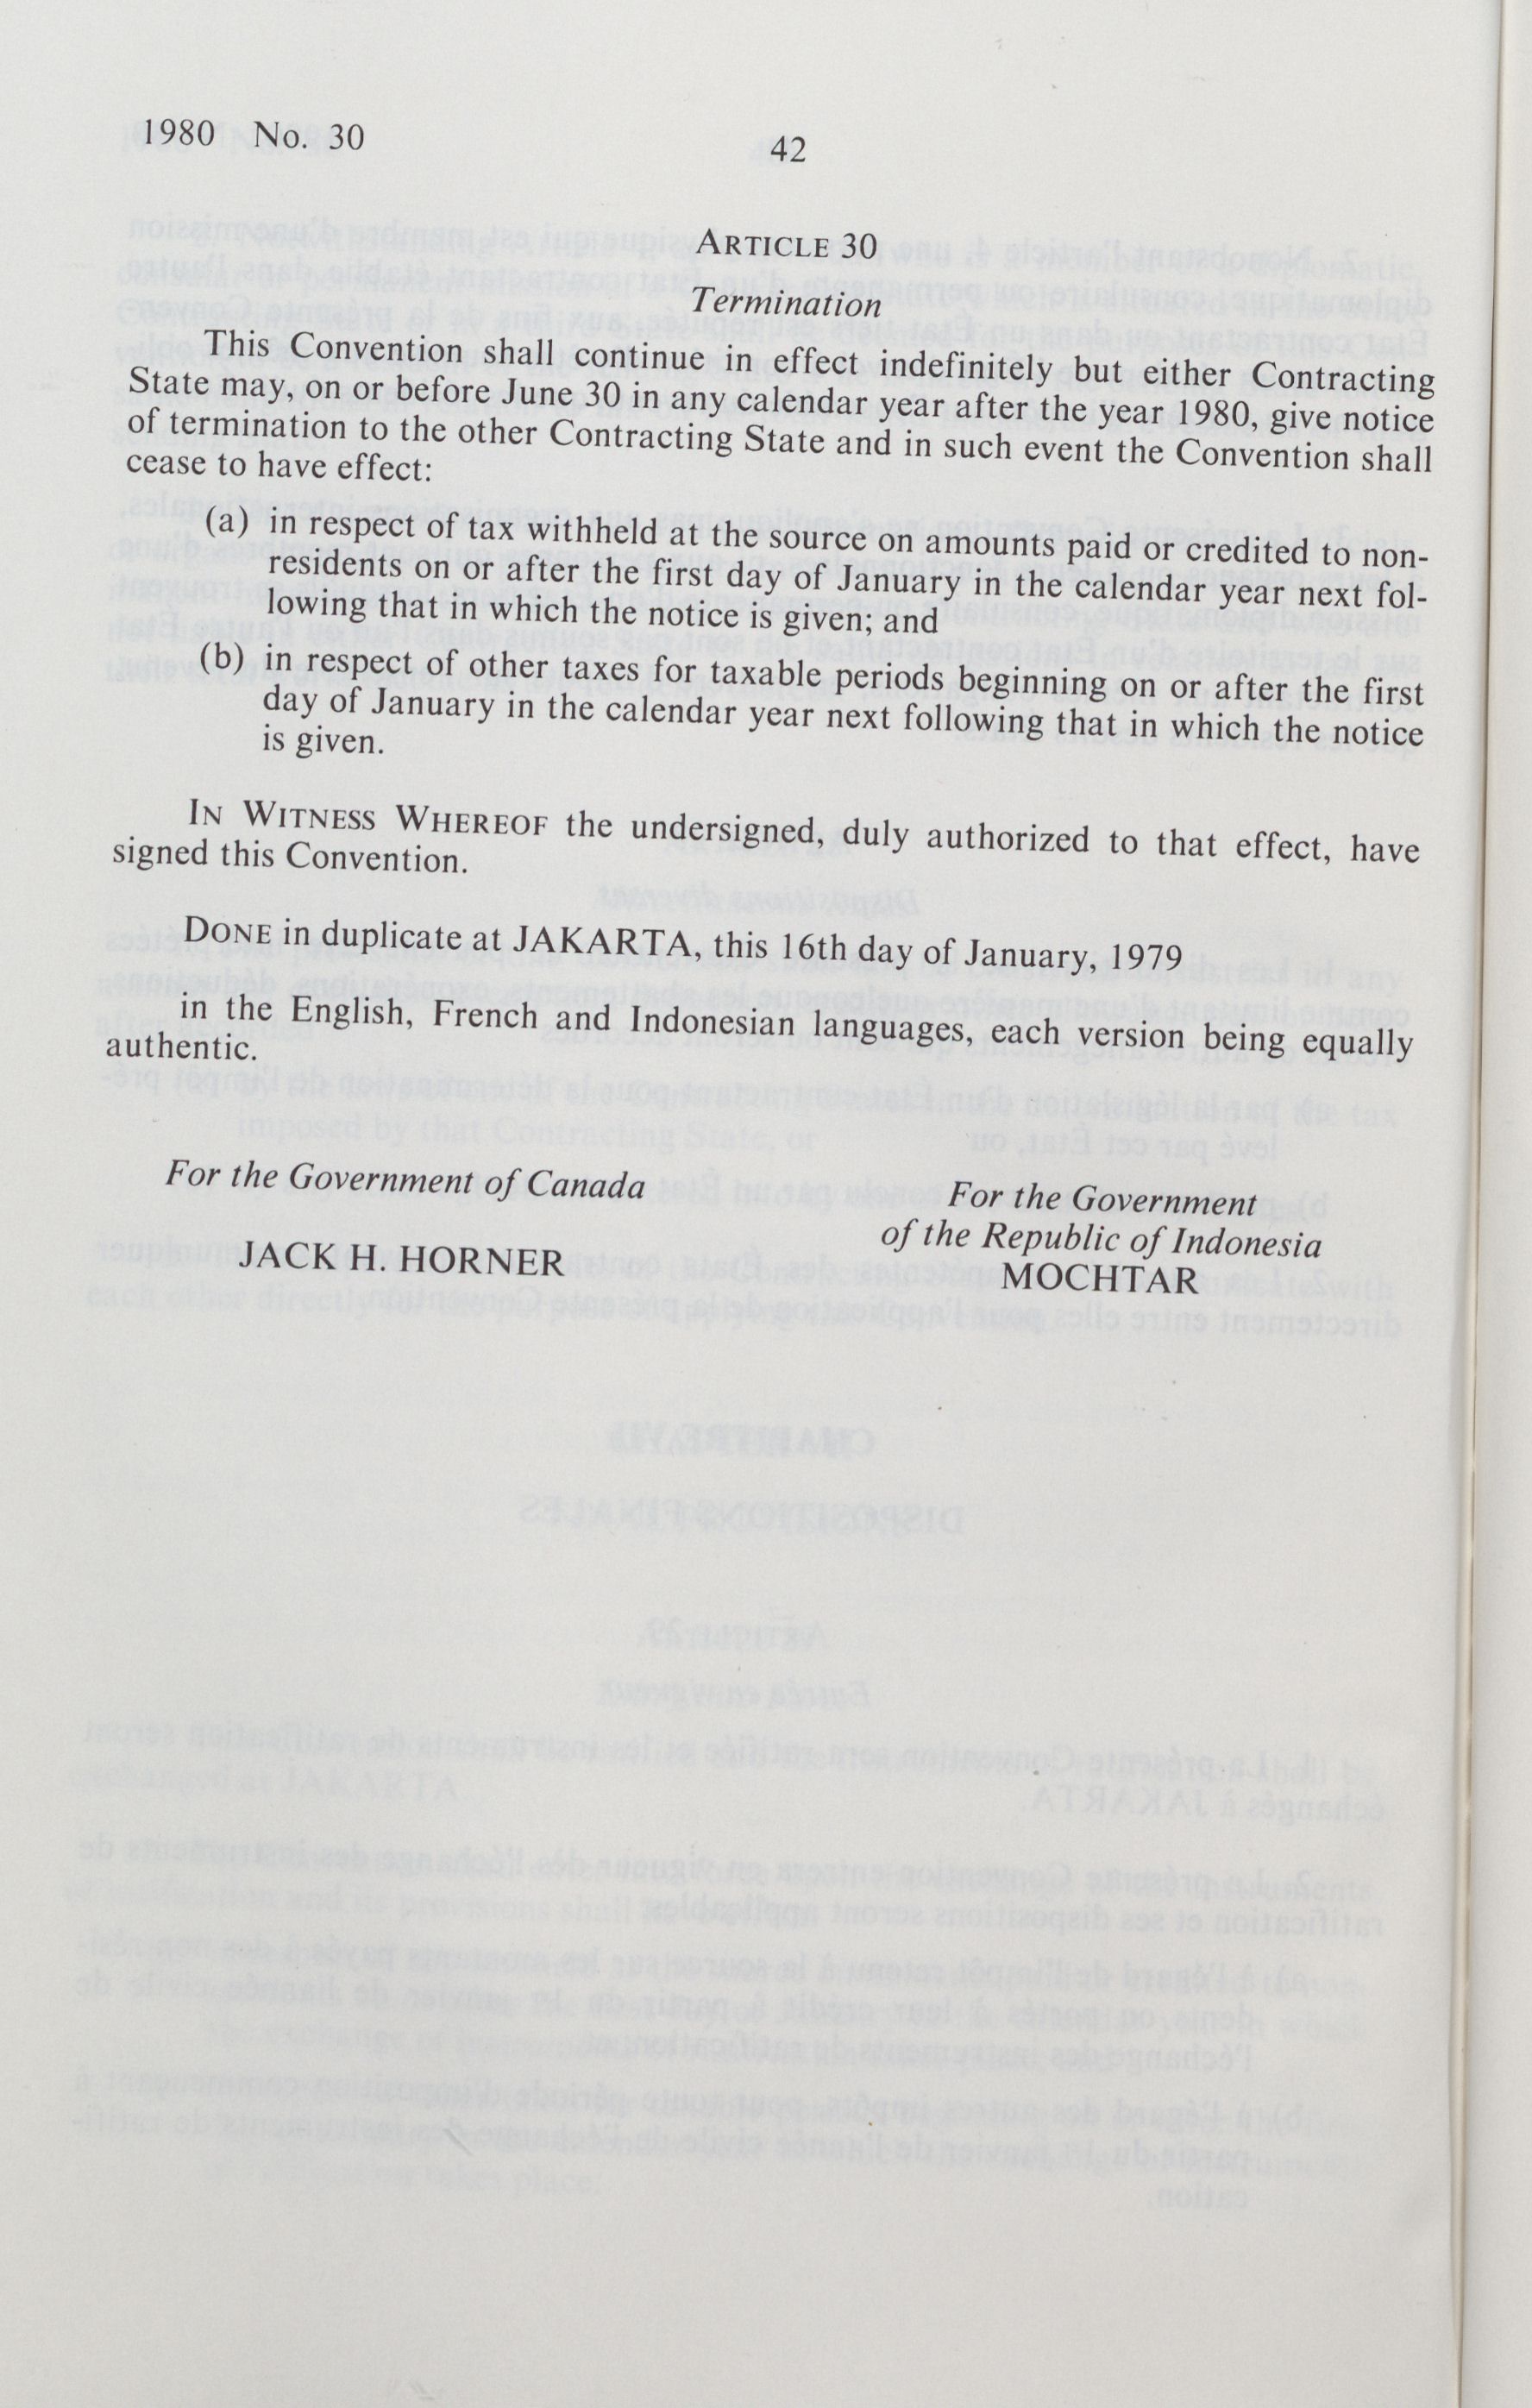 1980 No. 30
42
ARTICLE 30
Termination
This Convention shall continue in effect indefinitely but either Contracting
State may, on or before June 30 in any calendar year after the year 1980, give notice
of termination to the other Contracting State and in such event the Convention shall
cease to have effect:
(a) in respect of tax withheld at the source on amounts paid or credited to non-
residents on or after the first day of January in the calendar year next fol-
lowing that in which the notice is given; and
(b) in respect of other taxes for taxable periods beginning on or after the first
day of January in the calendar year next following that in which the notice
is given.
IN WITNESS WHEREOF the undersigned, duly authorized to that effect, have
signed this Convention.
DONE in duplicate at JAKARTA, this 16th day of January, 1979
in the English, French and Indonesian languages, each version being equally
authentic.
For the Government of Canada
JACK H. HORNER
For the Government
of the Republic of Indonesia
MOCHTAR